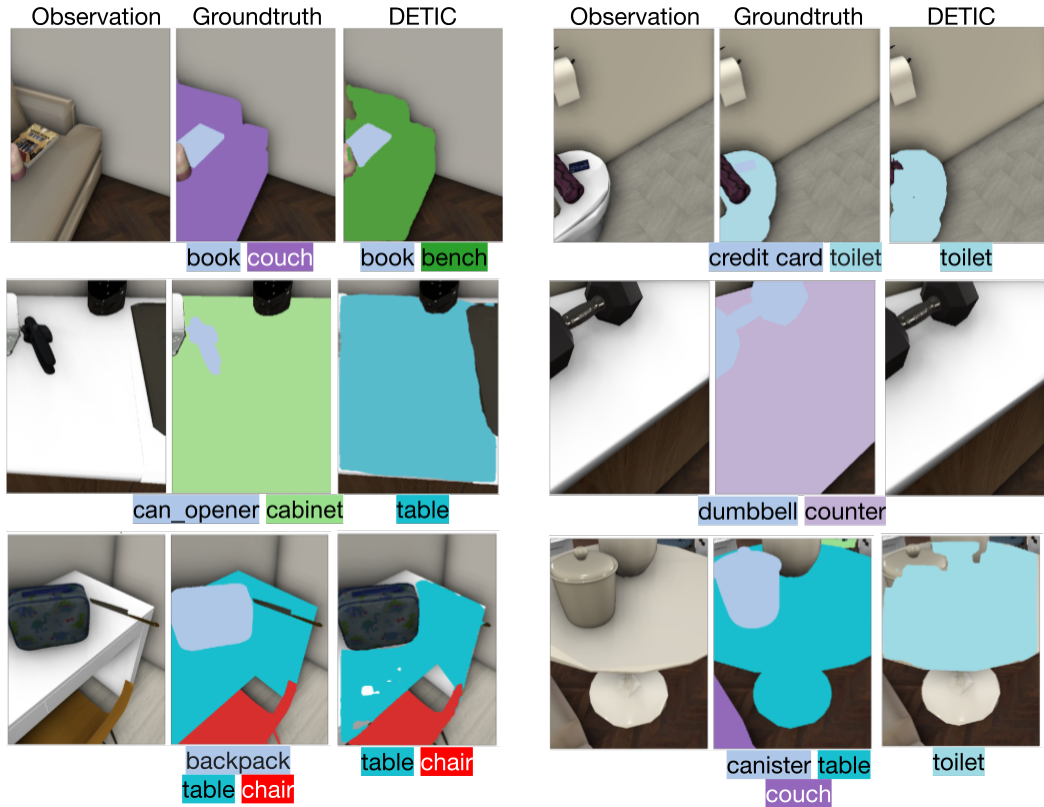 Observation Groundtruth DETIC
Observation Groundtruth DETIC
book couch
book bench
credit card toilet
toilet
can_opener cabinet
table
dumbbell counter
backpack
table chair
table chair
canister table
couch
toilet